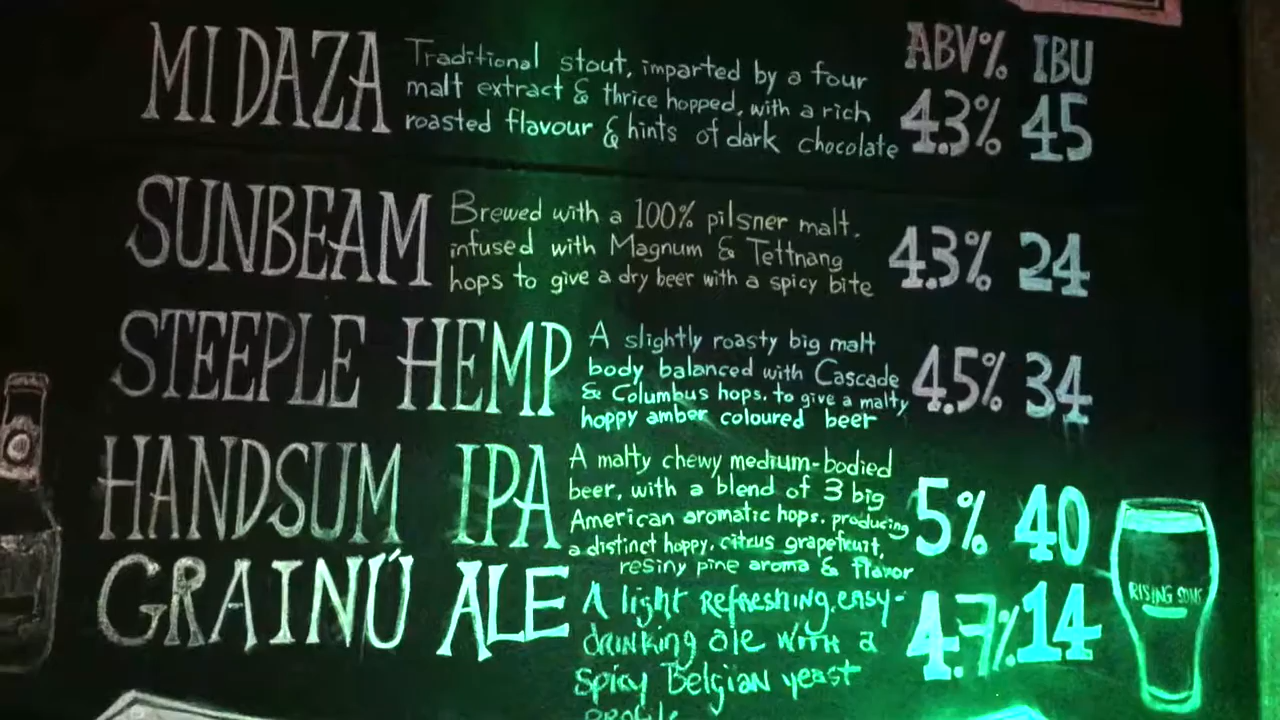 ABV% IBU
MIDAZA Traditional stout, imparted by a four
malt extract & thrice hopped, with a rich
roasted flavour & hints of dark chocolate 4.3% 45
SUNBEAM Brewed with a 100% pilsner malt.
infused with Magnum & Tettnang
hops to give a dry beer with a spicy bite 4.3% 24
STEEPLE HEMP A slightly roasty big malt
body balanced with Cascade
& Columbus hops. to give a malty
hoppy amber coloured beer 4.5% 34
HANDSUM IPA A malty chewy medium-bodied
beer, with a blend of 3 big
American aromatic hops. producing
a distinct hoppy, citrus grapefruit,
resiny pine aroma & flavor 5% 40
GRAINÚ ALE A light refreshing, easy-
drinking ale with a
spicy Belgian yeast
profile 4.7% 14
RISING SONS